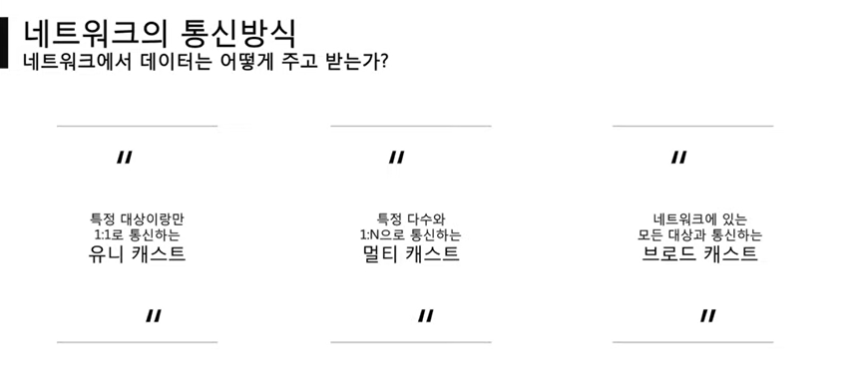 네트워크의 통신방식
네트워크에서 데이터는 어떻게 주고 받는가?
"
특정 대상이랑만
1:1로 통신하는
유니 캐스트
"
"
특정 다수와
1:N으로 통신하는
멀티 캐스트
"
"
네트워크에 있는
모든 대상과 통신하는
브로드 캐스트
"